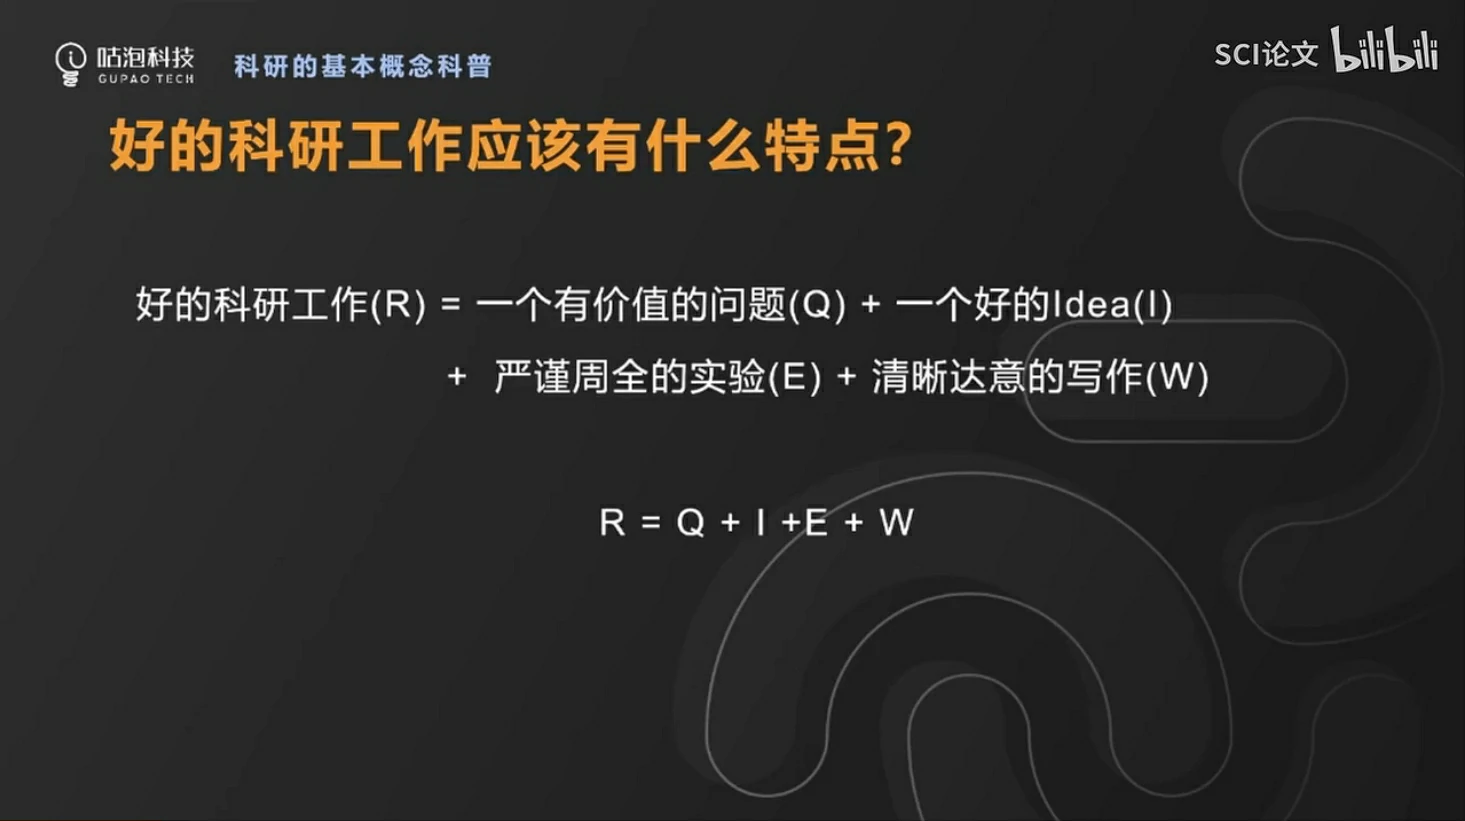 咕泡科技
GUPAO TECH
科研的基本概念科普
SCI论文 bilibili
好的科研工作应该有什么特点?
好的科研工作(R) = 一个有价值的问题(Q) + 一个好的Idea(I)
+ 严谨周全的实验(E) + 清晰达意的写作(W)
R = Q + I +E + W